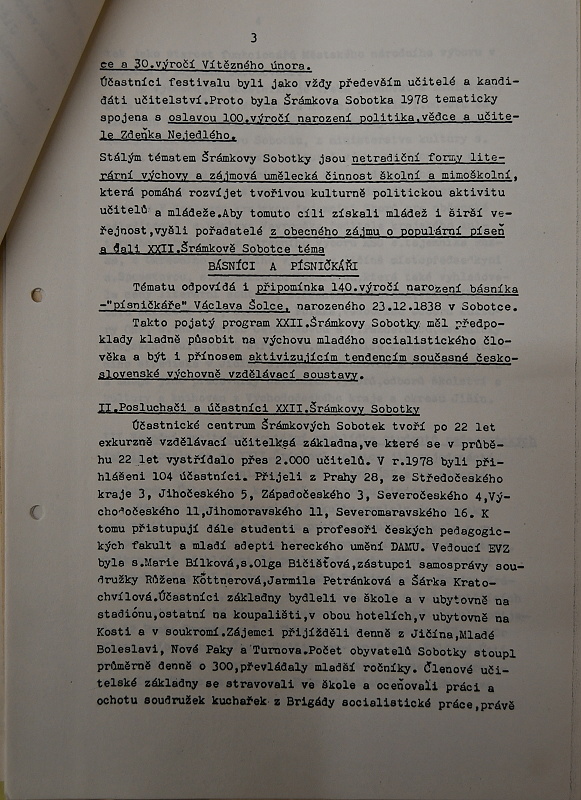 3
ce a 30.výročí Vítězného února.
Účastníci festivalu byli jako vždy především učitelé a kandi-
dáti učitelství.Proto byla Šrámkova Sobotka 1978 tematicky
spojena s oslavou 100.výročí narození politika,vědce a učite-
le Zdeňka Nejedlého.
Stálým tématem Šrámkovy Sobotky jsou netradiční formy lite-
rární výchovy a zájmová umělecká činnost školní a mimoškolní,
která pomáhá rozvíjet tvořivou kulturně politickou aktivitu
učitelů a mládeže.Aby tomuto cíli získali mládež i širší ve-
řejnost,vyšli pořadatelé z obecného zájmu o populární píseň
a dali XXII.Šrámkově Sobotce téma
BÁSNÍCI A PÍSNIČKÁŘI
Tématu odpovídá i připomínka 140.výročí narození básníka
-"písničkáře" Václava Šolce, narozeného 23.12.1838 v Sobotce.
Takto pojatý program XXII.Šrámkovy Sobotky měl předpo-
klady kladně působit na výchovu mladého socialistického člo-
věka a být i přínosem aktivizujícím tendencím současné česko-
slovenské výchovně vzdělávací soustavy.
II.Posluchači a účastníci XXII.Šrámkovy Sobotky
Účastnické centrum Šrámkových Sobotek tvoří po 22 let
exkurzně vzdělávací učitelksá základna,ve které se v průbě-
hu 22 let vystřídalo přes 2.000 učitelů. V r.1978 byli při-
hlášeni 104 účastníci. Přijeli z Prahy 28, ze Středočeského
kraje 3, Jihočeského 5, Západočeského 3, Severočeského 4,Vý-
chodočeského 11,Jihomoravského 11, Severomaravského 16. K
tomu přistupují dále studenti a profesoři českých pedagogic-
kých fakult a mladí adepti hereckého umění DAMU. Vedoucí EVZ
byla s.Marie Bílková,s.Olga Bičišťová,zástupci samosprávy sou-
družky Růžena Köttnerová,Jarmila Petránková a Šárka Krato-
chvílová.Účastníci základny bydleli ve škole a v ubytovně na
stadiónu,ostatní na koupališti,v obou hotelích,v ubytovně na
Kosti a v soukromí.Zájemci přijížděli denně z Jičína,Mladé
Boleslavi, Nové Paky a Turnova.Počet obyvatelů Sobotky stoupl
průměrně denně o 300,převládaly mladší ročníky. Členové uči-
telské základny se stravovali ve škole a oceňovali práci a
ochotu soudružek kuchařek z Brigády socialistické práce,právě